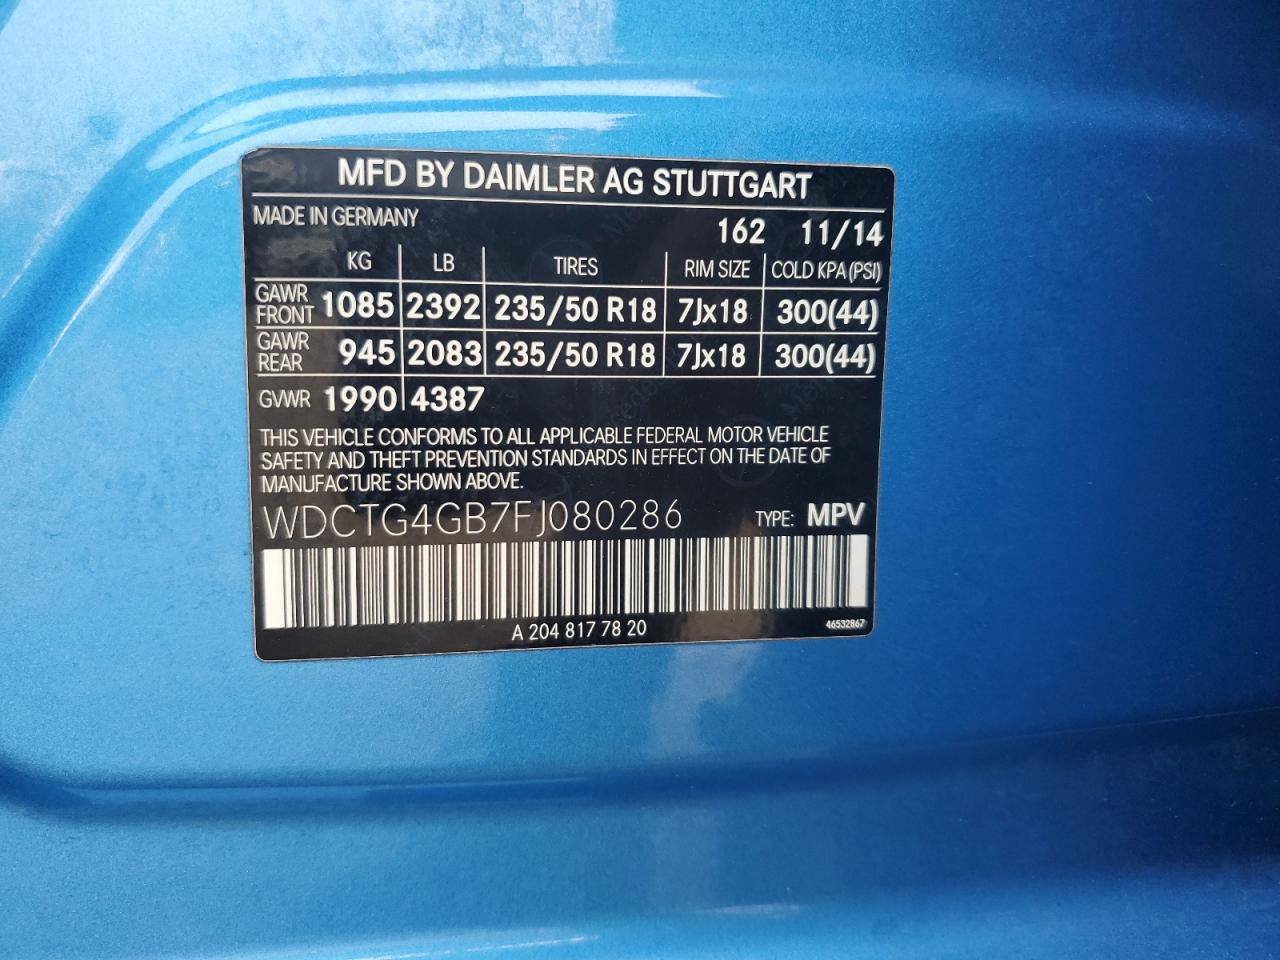 MFD BY DAIMLER AG STUTTGART
MADE IN GERMANY 162 11/14
KG LB TIRES RIM SIZE COLD KPA (PSI)
GAWR FRONT 1085 2392 235/50 R18 7Jx18 300(44)
GAWR REAR 945 2083 235/50 R18 7Jx18 300(44)
GVWR 1990 4387
THIS VEHICLE CONFORMS TO ALL APPLICABLE FEDERAL MOTOR VEHICLE
SAFETY AND THEFT PREVENTION STANDARDS IN EFFECT ON THE DATE OF
MANUFACTURE SHOWN ABOVE.
WDCTG4GB7FJ080286 TYPE: MPV
A 204 817 78 20 46532867